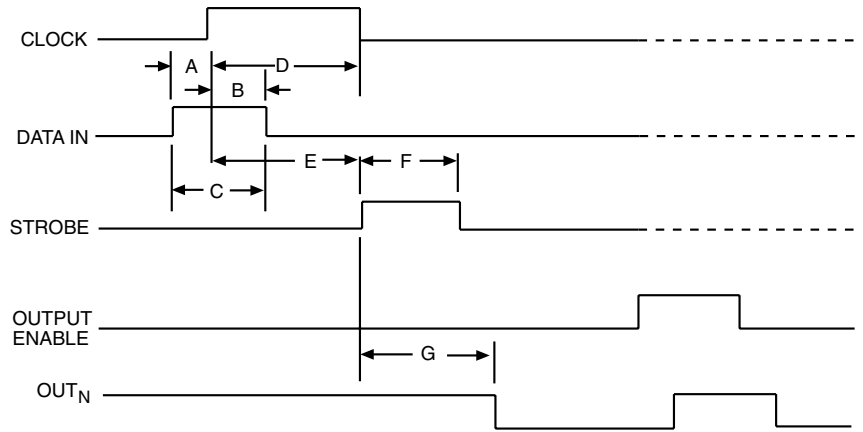 CLOCK
A
D
B
DATA IN
E
F
C
STROBE
OUTPUT
ENABLE
G
OUTN